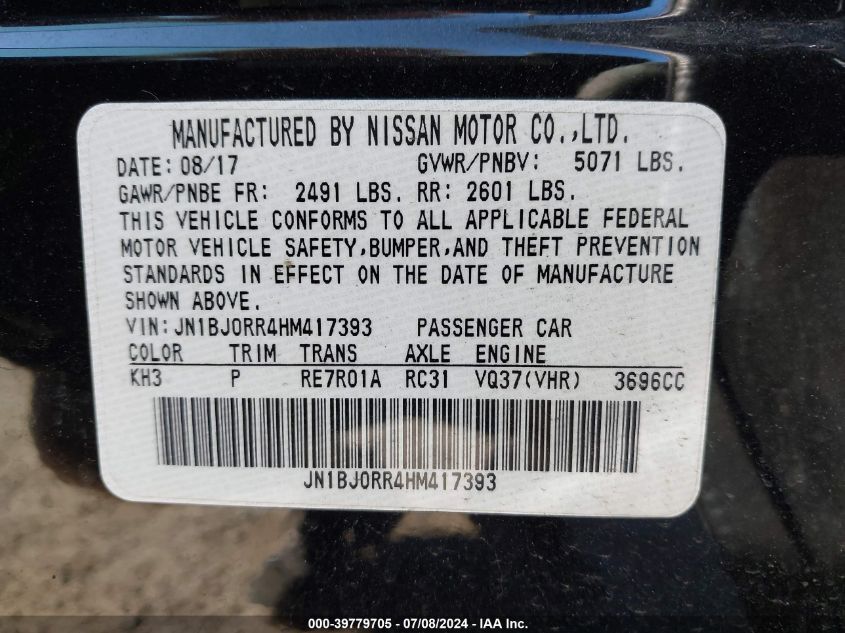 MANUFACTURED BY NISSAN MOTOR CO.,LTD.
DATE: 08/17 GVWR/PNBV: 5071 LBS.
GAWR/PNBE FR: 2491 LBS. RR: 2601 LBS.
THIS VEHICLE CONFORMS TO ALL APPLICABLE FEDERAL
MOTOR VEHICLE SAFETY,BUMPER,AND THEFT PREVENTION
STANDARDS IN EFFECT ON THE DATE OF MANUFACTURE
SHOWN ABOVE.
VIN:JN1BJ0RR4HM417393 PASSENGER CAR
COLOR TRIM TRANS AXLE ENGINE
KH3 P RE7R01A RC31 VQ37(VHR) 3696CC
JN1BJ0RR4HM417393
000-39779705 - 07/08/2024 - IAA Inc.